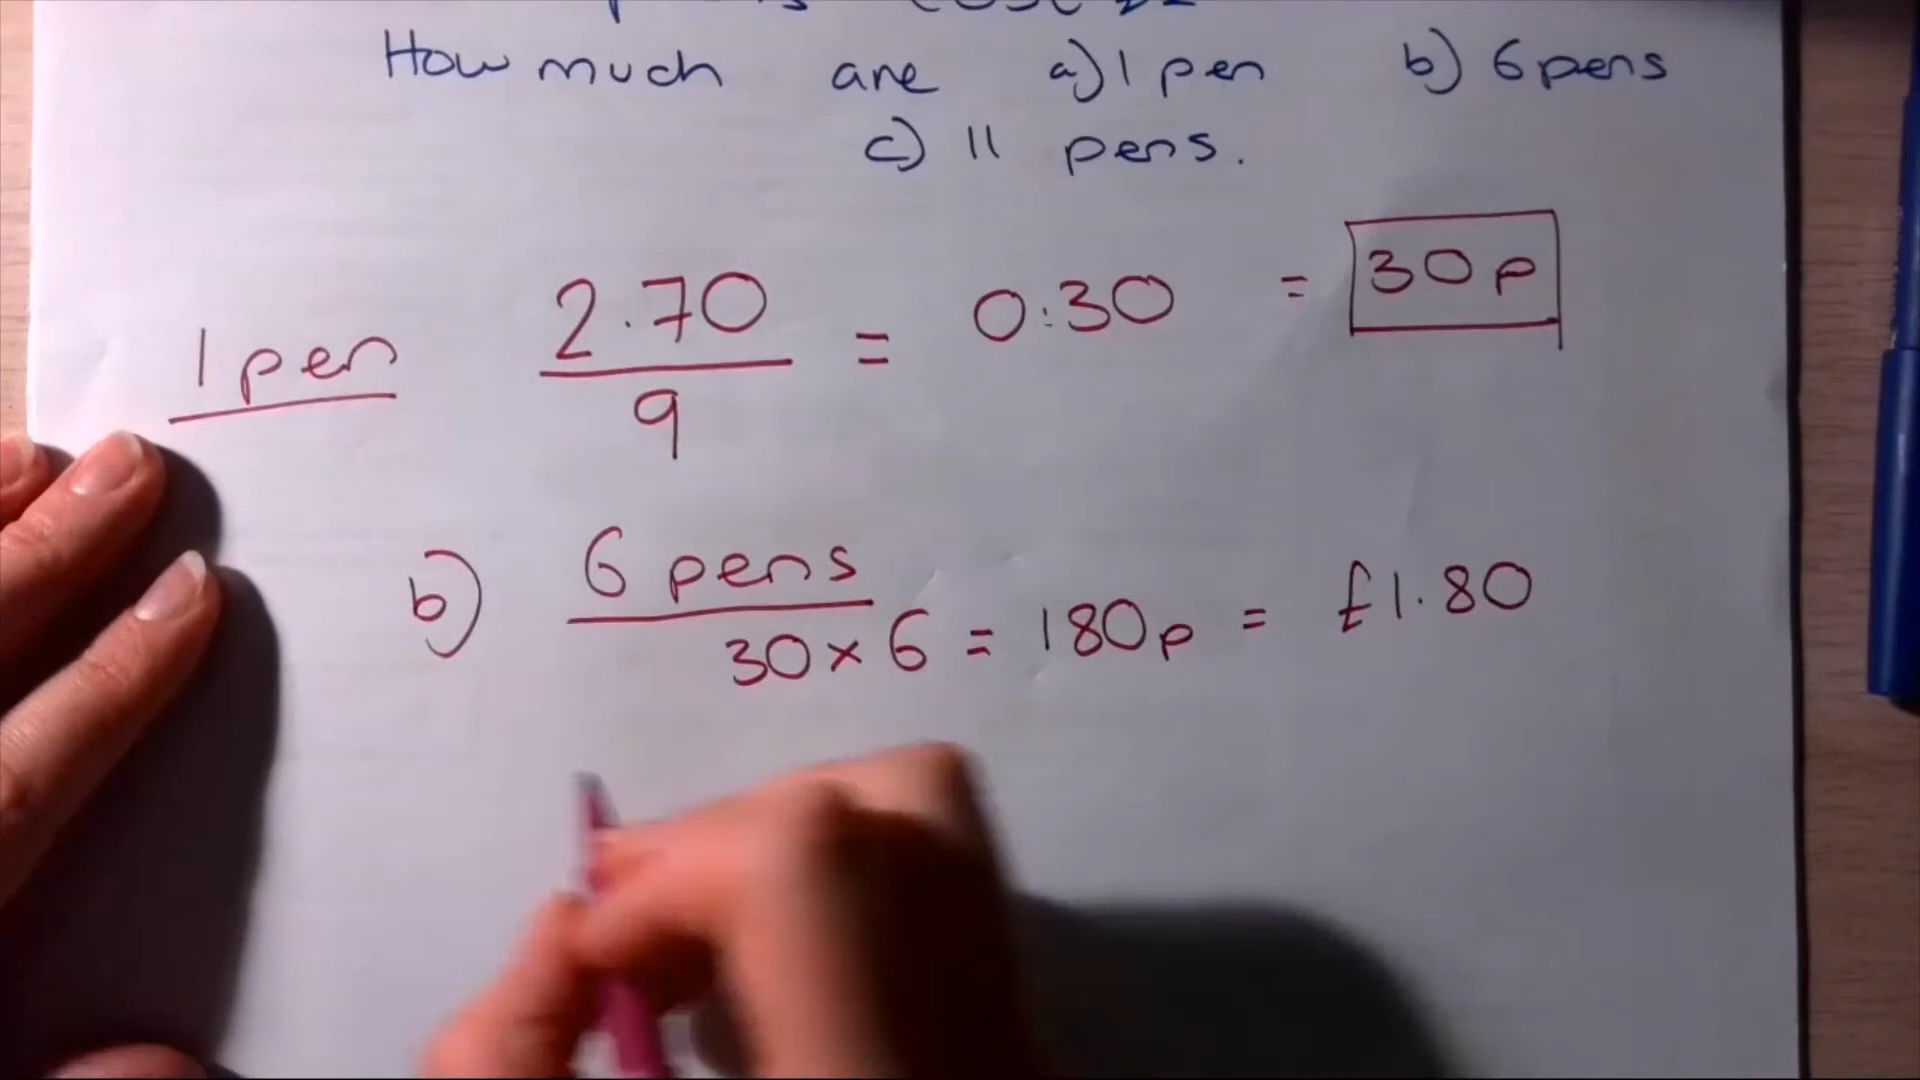 How much are a) 1 pen b) 6 pens
c) 11 pens.
1 pen 2.70 / 9 = 0.30 = 30p
b) 6 pens
30 × 6 = 180p = £1.80